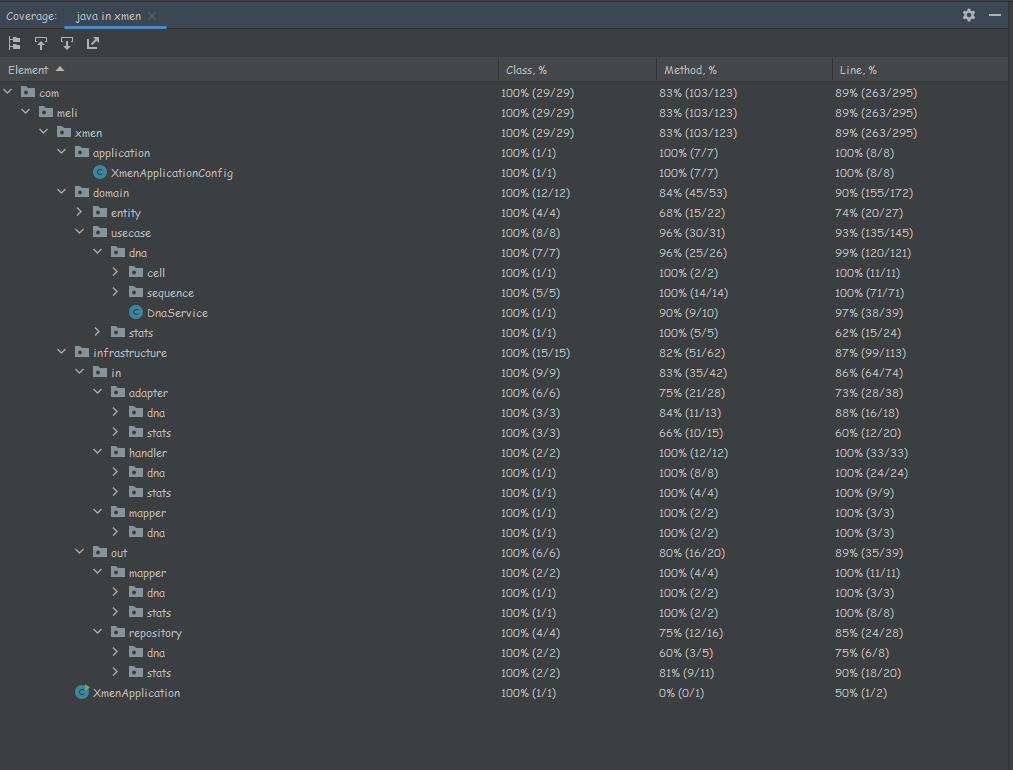 Coverage: java in xmen
Element Class, % Method, % Line, %
com 100% (29/29) 83% (103/123) 89% (263/295)
meli 100% (29/29) 83% (103/123) 89% (263/295)
xmen 100% (29/29) 83% (103/123) 89% (263/295)
application 100% (1/1) 100% (7/7) 100% (8/8)
XmenApplicationConfig 100% (1/1) 100% (7/7) 100% (8/8)
domain 100% (12/12) 84% (45/53) 90% (155/172)
entity 100% (4/4) 68% (15/22) 74% (20/27)
usecase 100% (8/8) 96% (30/31) 93% (135/145)
dna 100% (7/7) 96% (25/26) 99% (120/121)
cell 100% (1/1) 100% (2/2) 100% (11/11)
sequence 100% (5/5) 100% (14/14) 100% (71/71)
DnaService 100% (1/1) 90% (9/10) 97% (38/39)
stats 100% (1/1) 100% (5/5) 62% (15/24)
infrastructure 100% (15/15) 82% (51/62) 87% (99/113)
in 100% (9/9) 83% (35/42) 86% (64/74)
adapter 100% (6/6) 75% (21/28) 73% (28/38)
dna 100% (3/3) 84% (11/13) 88% (16/18)
stats 100% (3/3) 66% (10/15) 60% (12/20)
handler 100% (2/2) 100% (12/12) 100% (33/33)
dna 100% (1/1) 100% (8/8) 100% (24/24)
stats 100% (1/1) 100% (4/4) 100% (9/9)
mapper 100% (1/1) 100% (2/2) 100% (3/3)
dna 100% (1/1) 100% (2/2) 100% (3/3)
out 100% (6/6) 80% (16/20) 89% (35/39)
mapper 100% (2/2) 100% (4/4) 100% (11/11)
dna 100% (1/1) 100% (2/2) 100% (3/3)
stats 100% (1/1) 100% (2/2) 100% (8/8)
repository 100% (4/4) 75% (12/16) 85% (24/28)
dna 100% (2/2) 60% (3/5) 75% (6/8)
stats 100% (2/2) 81% (9/11) 90% (18/20)
XmenApplication 100% (1/1) 0% (0/1) 50% (1/2)